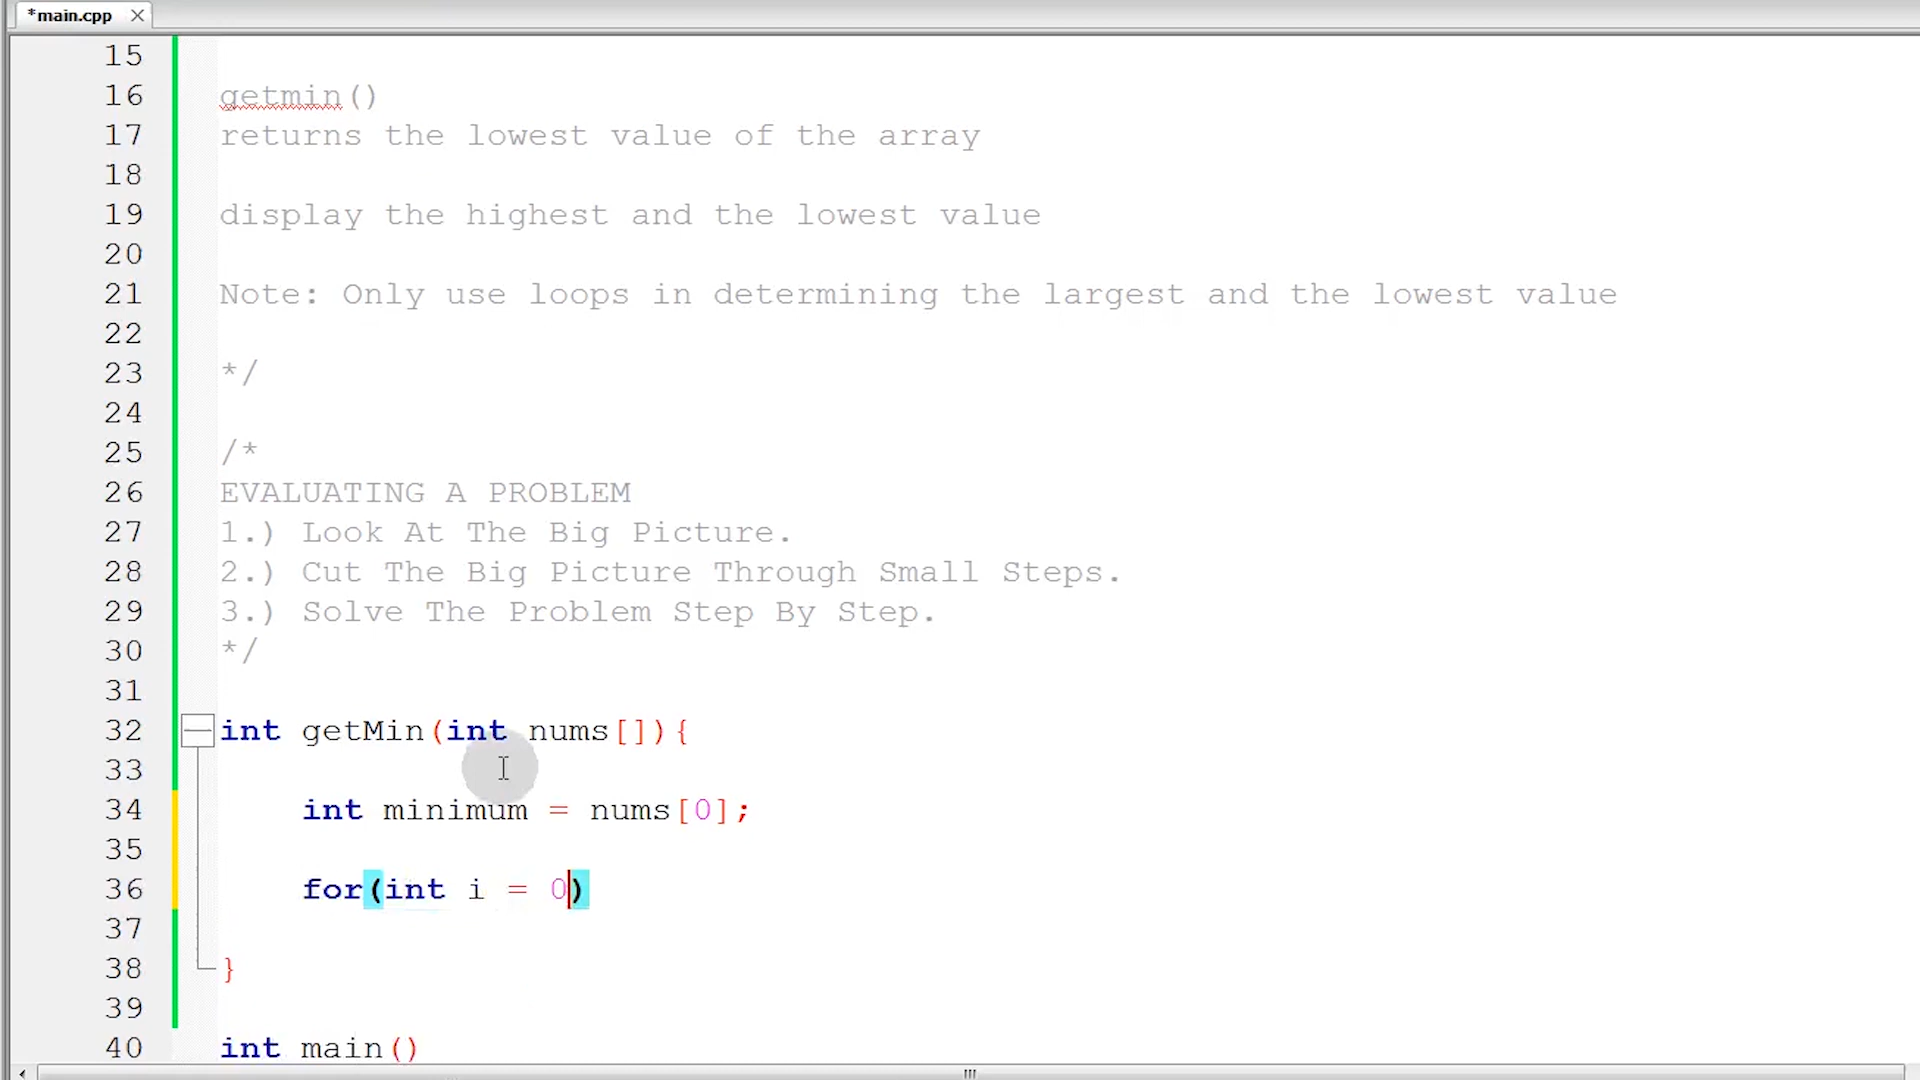 *main.cpp
15
16 getmin()
17 returns the lowest value of the array
18
19 display the highest and the lowest value
20
21 Note: Only use loops in determining the largest and the lowest value
22
23 */
24
25 /*
26 EVALUATING A PROBLEM
27 1.) Look At The Big Picture.
28 2.) Cut The Big Picture Through Small Steps.
29 3.) Solve The Problem Step By Step.
30 */
31
32 int getMin(int nums[]){
33
34 int minimum = nums[0];
35
36 for(int i = 0)
37
38 }
39
40 int main()